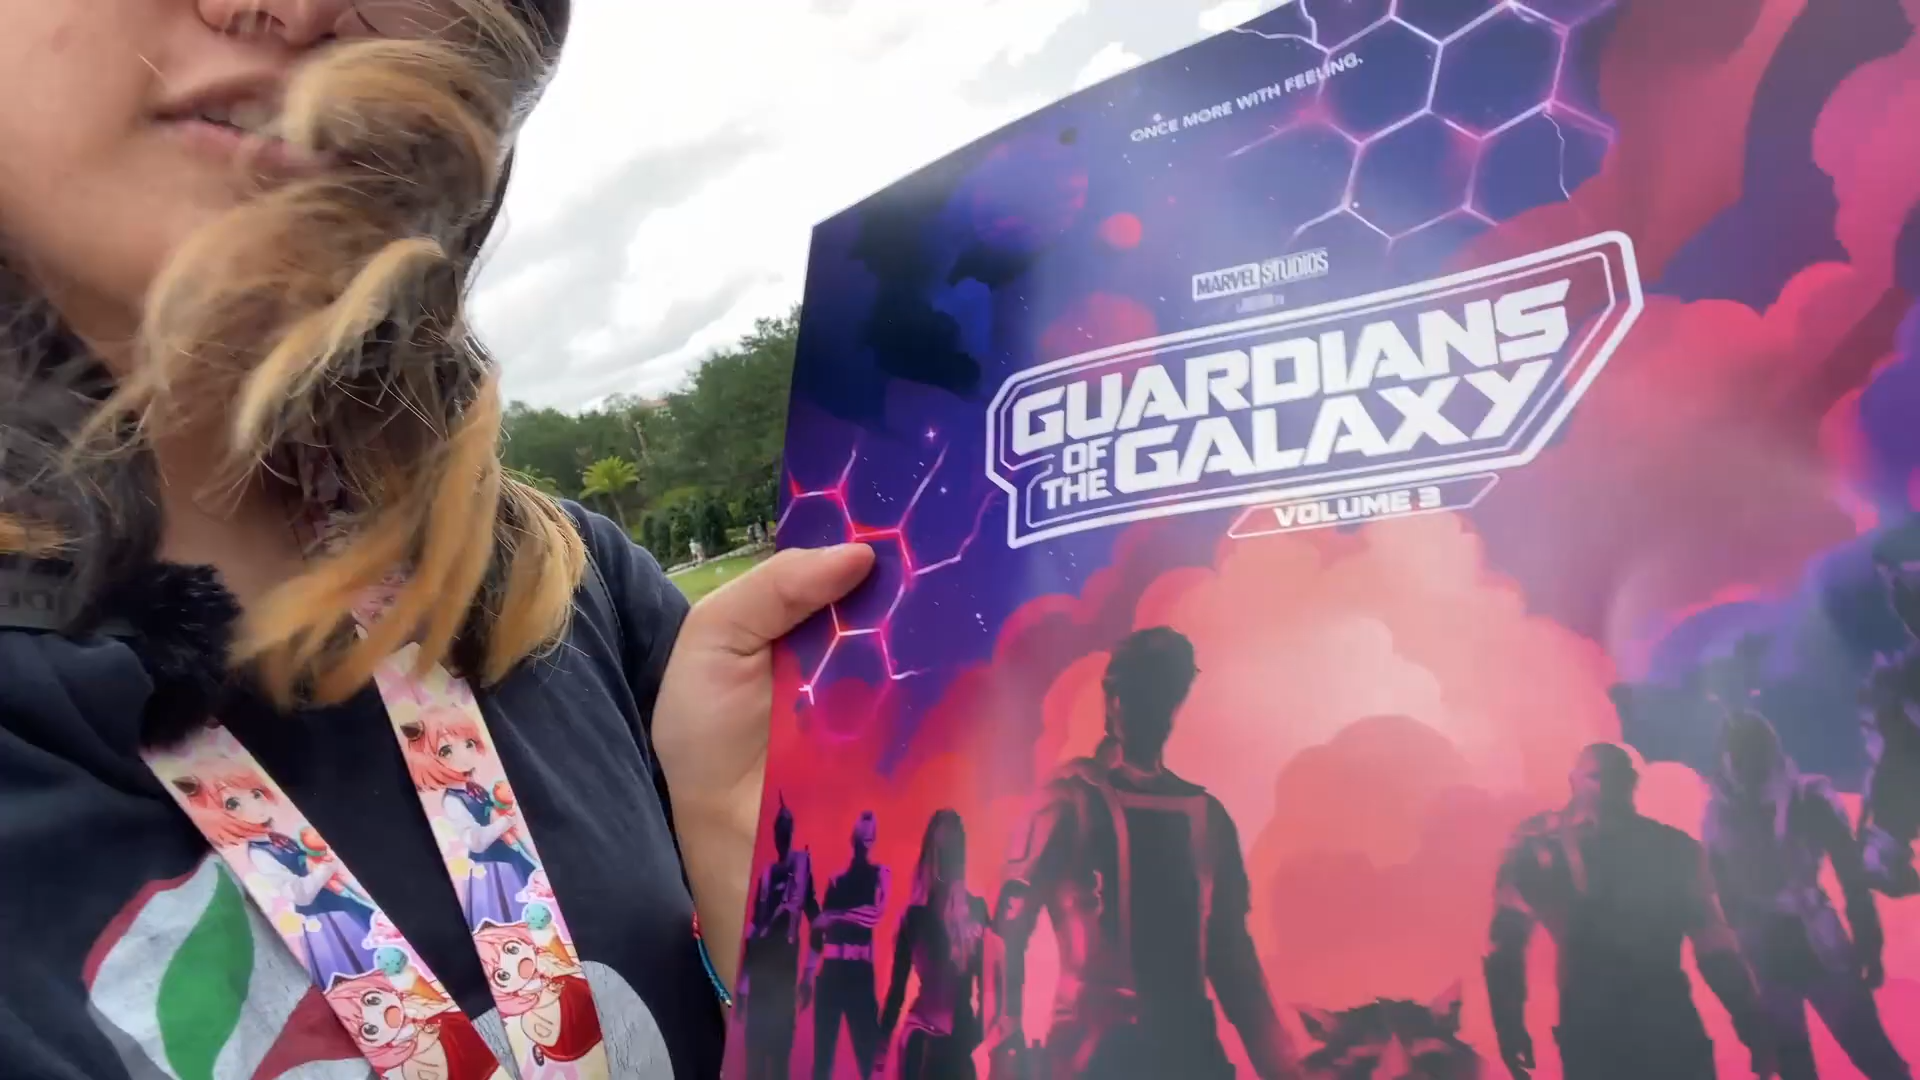 ONCE MORE WITH FEELING.
MARVEL STUDIOS
GUARDIANS
OF
THE
GALAXY
VOLUME 3